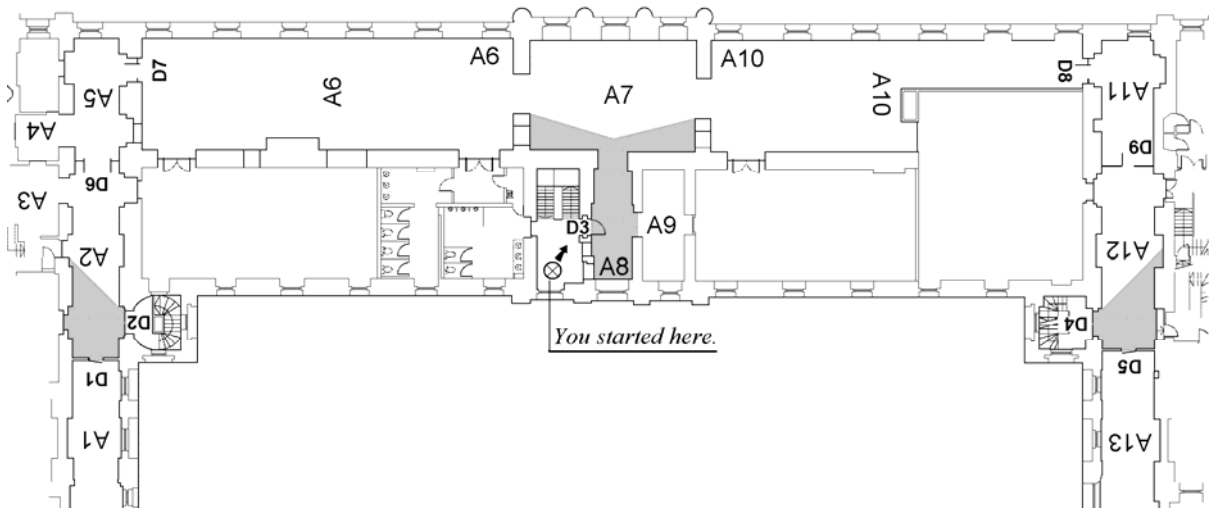 A6
A10
D7
D8
A5
A6
A7
A10
A11
A4
D9
D6
A3
A2
D3
A9
A12
A8
D2
D4
You started here.
D1
D5
A1
A13